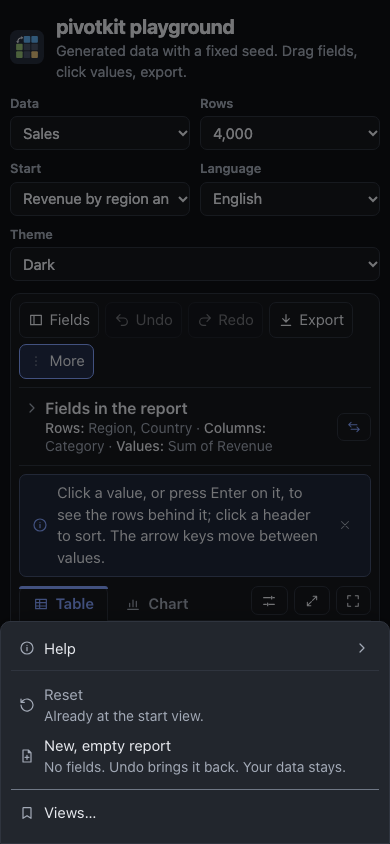 pivotkit playground
Generated data with a fixed seed. Drag fields,
click values, export.
Data
Rows
Sales
4,000
Start
Language
Revenue by region an
English
Theme
Dark
Fields
Undo
Redo
Export
More
Fields in the report
Rows: Region, Country · Columns:
Category · Values: Sum of Revenue
Click a value, or press Enter on it, to
see the rows behind it; click a header
to sort. The arrow keys move between
values.
Table
Chart
Help
Reset
Already at the start view.
New, empty report
No fields. Undo brings it back. Your data stays.
Views...